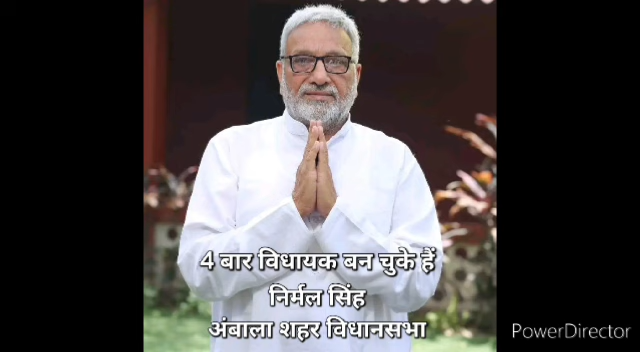 4 बार विधायक बन चुके हैं
निर्मल सिंह
अंबाला शहर विधानसभा
PowerDirector